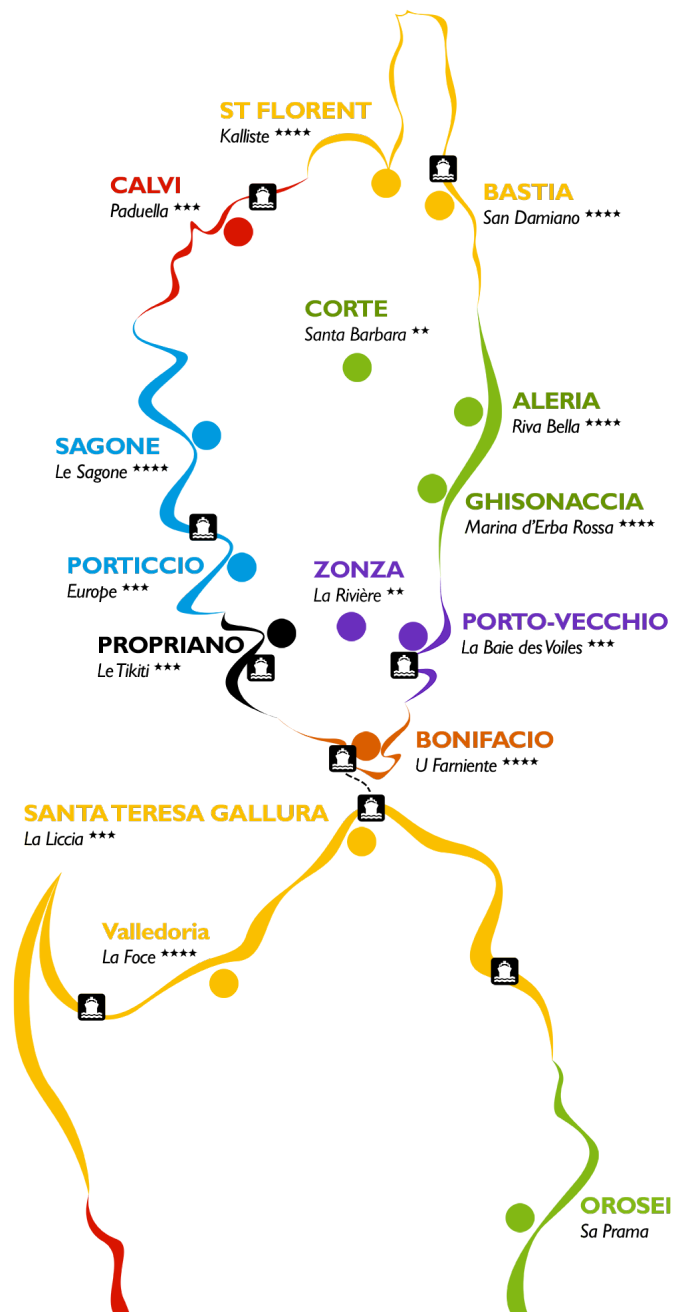 ST FLORENT
Kalliste ★★★★
CALVI
Paduella ★★★
BASTIA
San Damiano ★★★★
CORTE
Santa Barbara ★★
ALERIA
Riva Bella ★★★★
SAGONE
Le Sagone ★★★★
GHISONACCIA
Marina d'Erba Rossa ★★★★
PORTICCIO
Europe ★★★
ZONZA
La Rivière ★★
PORTO-VECCHIO
La Baie des Voiles ★★★
PROPRIANO
Le Tikiti ★★★
BONIFACIO
U Farniente ★★★★
SANTA TERESA GALLURA
La Liccia ★★★
Valledoria
La Foce ★★★★
OROSEI
Sa Prama